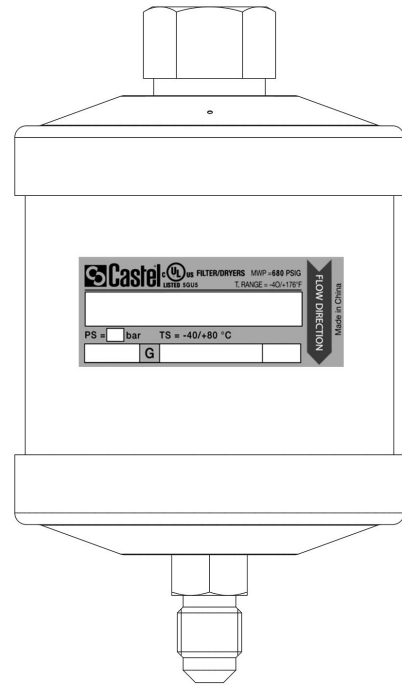 Castel c UL US FILTER/DRYERS MWP =680 PSIG
LISTED SGUS T. RANGE = -40/+176°F
PS = bar TS = -40/+80 °C
G
FLOW DIRECTION
Made in China